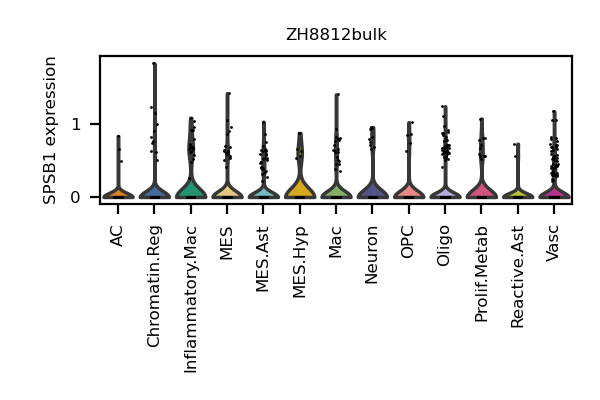 ZH8812bulk
SPSB1 expression
1
0
AC
Chromatin.Reg
Inflammatory.Mac
MES
MES.Ast
MES.Hyp
Mac
Neuron
OPC
Oligo
Prolif.Metab
Reactive.Ast
Vasc